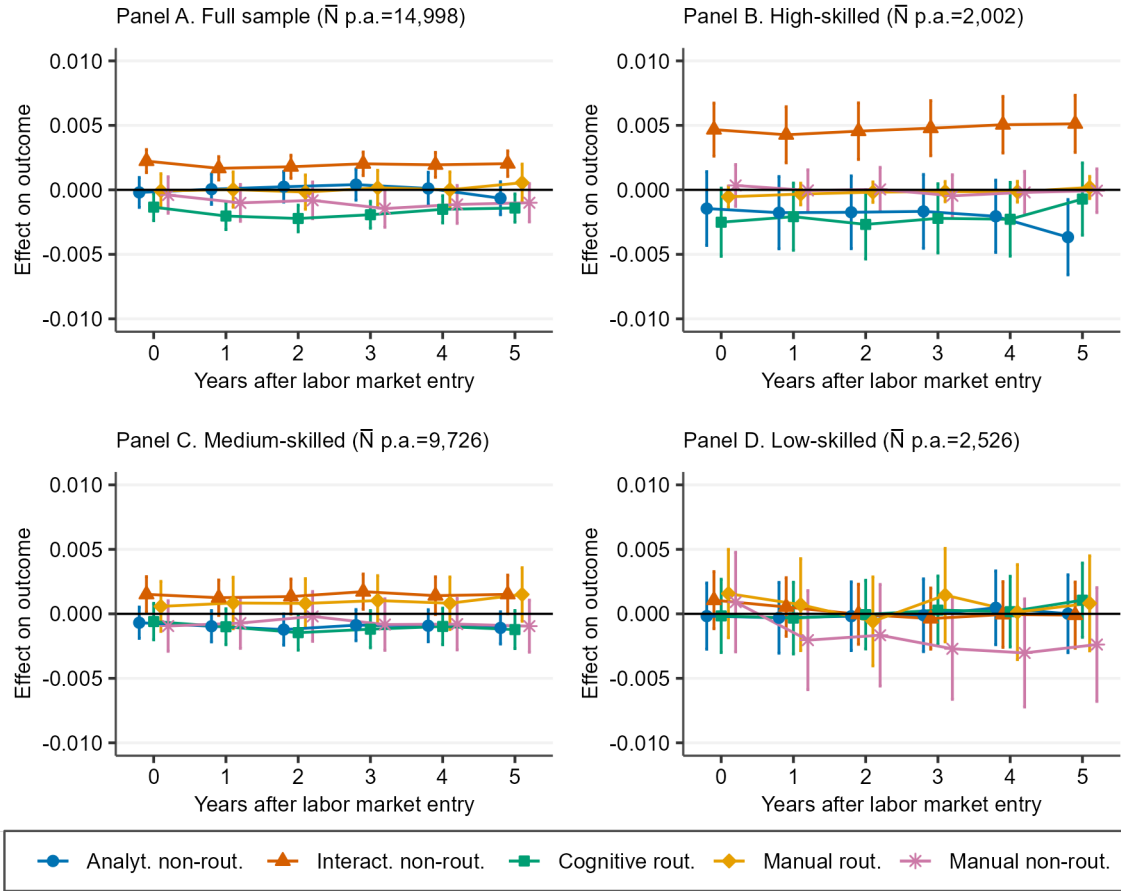 Panel A. Full sample (N̅ p.a.=14,998)
0.010
0.005
0.000
-0.005
-0.010
Effect on outcome
0 1 2 3 4 5
Years after labor market entry
Panel B. High-skilled (N̅ p.a.=2,002)
0.010
0.005
0.000
-0.005
-0.010
Effect on outcome
0 1 2 3 4 5
Years after labor market entry
Panel C. Medium-skilled (N̅ p.a.=9,726)
0.010
0.005
0.000
-0.005
-0.010
Effect on outcome
0 1 2 3 4 5
Years after labor market entry
Panel D. Low-skilled (N̅ p.a.=2,526)
0.010
0.005
0.000
-0.005
-0.010
Effect on outcome
0 1 2 3 4 5
Years after labor market entry
Analyt. non-rout. Interact. non-rout. Cognitive rout. Manual rout. Manual non-rout.